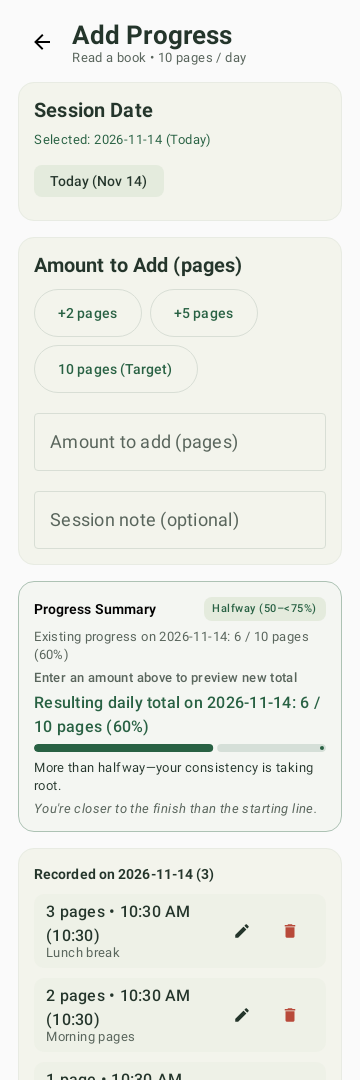 Add Progress
Read a book • 10 pages / day
Session Date
Selected: 2026-11-14 (Today)
Today (Nov 14)
Amount to Add (pages)
+2 pages
+5 pages
10 pages (Target)
Amount to add (pages)
Session note (optional)
Progress Summary
Halfway (50–<75%)
Existing progress on 2026-11-14: 6 / 10 pages
(60%)
Enter an amount above to preview new total
Resulting daily total on 2026-11-14: 6 /
10 pages (60%)
More than halfway—your consistency is taking
root.
You're closer to the finish than the starting line.
Recorded on 2026-11-14 (3)
3 pages • 10:30 AM
(10:30)
Lunch break
2 pages • 10:30 AM
(10:30)
Morning pages
1 page • 10:30 AM